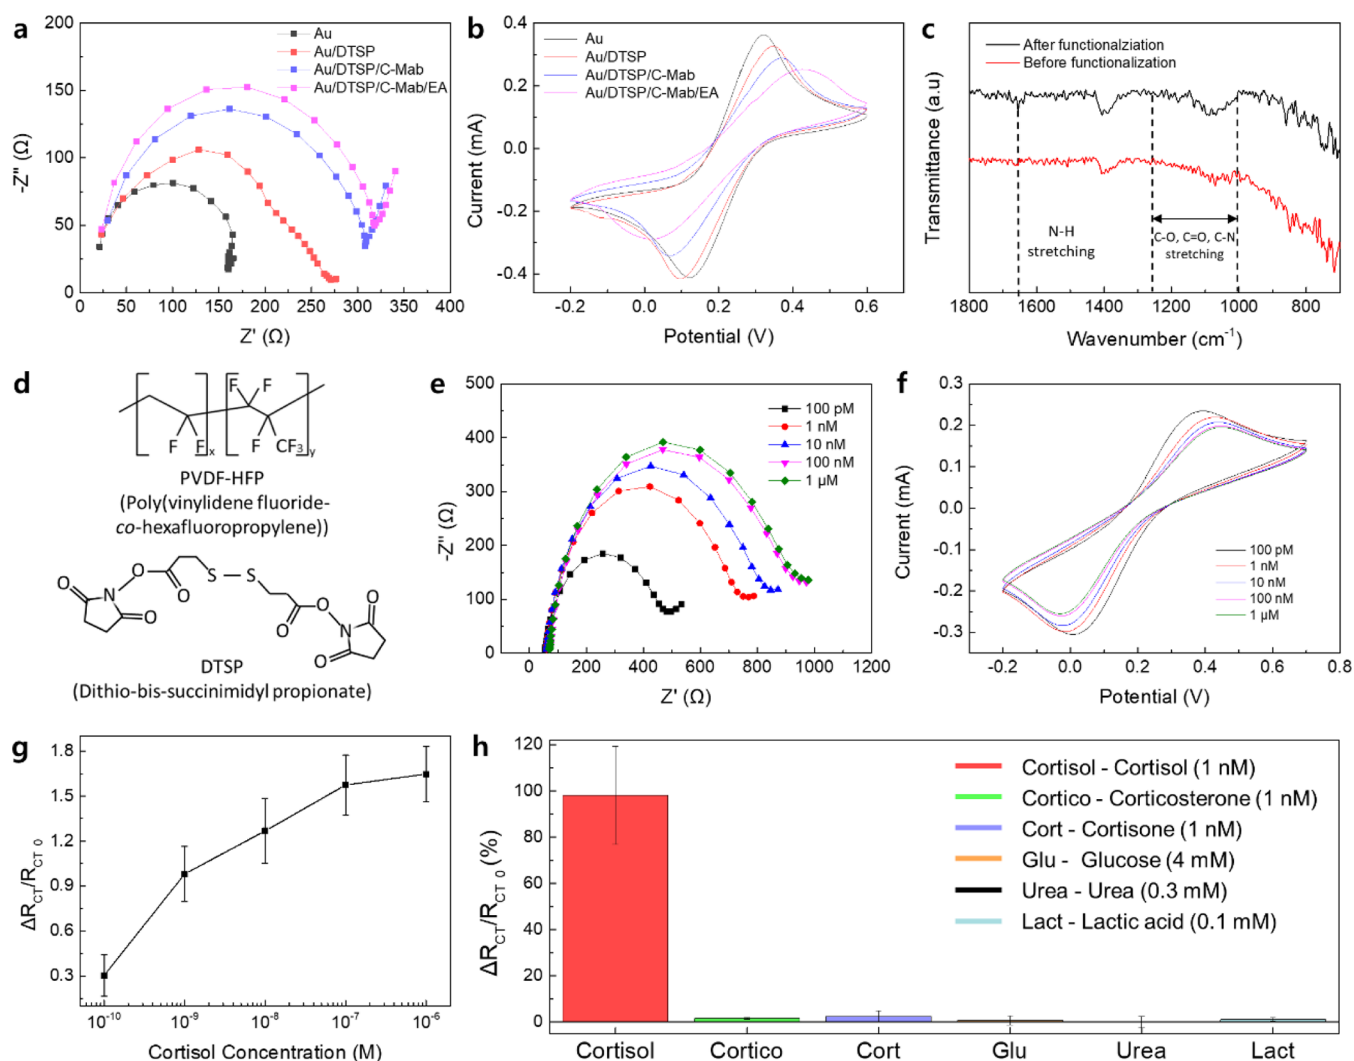 a
200
150
100
50
0
-Z" (Ω)
0 50 100 150 200 250 300 350 400
Z' (Ω)
Au
Au/DTSP
Au/DTSP/C-Mab
Au/DTSP/C-Mab/EA
b
0.4
0.2
0.0
-0.2
-0.4
Current (mA)
-0.2 0.0 0.2 0.4 0.6
Potential (V)
Au
Au/DTSP
Au/DTSP/C-Mab
Au/DTSP/C-Mab/EA
c
After functionalziation
Before functionalization
Transmittance (a.u)
N-H
stretching
C-O, C=O, C-N
stretching
1800 1600 1400 1200 1000 800
Wavenumber (cm-1)
d
F F
F F x F CF3 y
PVDF-HFP
(Poly(vinylidene fluoride-
co-hexafluoropropylene))
O O O S S O O O N O
N O O O
DTSP
(Dithio-bis-succinimidyl propionate)
e
500
400
300
200
100
0
-Z" (Ω)
0 200 400 600 800 1000 1200
Z' (Ω)
100 pM
1 nM
10 nM
100 nM
1 μM
f
0.3
0.2
0.1
0.0
-0.1
-0.2
-0.3
Current (mA)
-0.2 0.0 0.2 0.4 0.6 0.8
Potential (V)
100 pM
1 nM
10 nM
100 nM
1 μM
g
1.8
1.5
1.2
0.9
0.6
0.3
ΔRCT/RCT 0
10-10 10-9 10-8 10-7 10-6
Cortisol Concentration (M)
h
120
100
80
60
40
20
0
ΔRCT/RCT 0 (%)
Cortisol - Cortisol (1 nM)
Cortico - Corticosterone (1 nM)
Cort - Cortisone (1 nM)
Glu - Glucose (4 mM)
Urea - Urea (0.3 mM)
Lact - Lactic acid (0.1 mM)
Cortisol Cortico Cort Glu Urea Lact